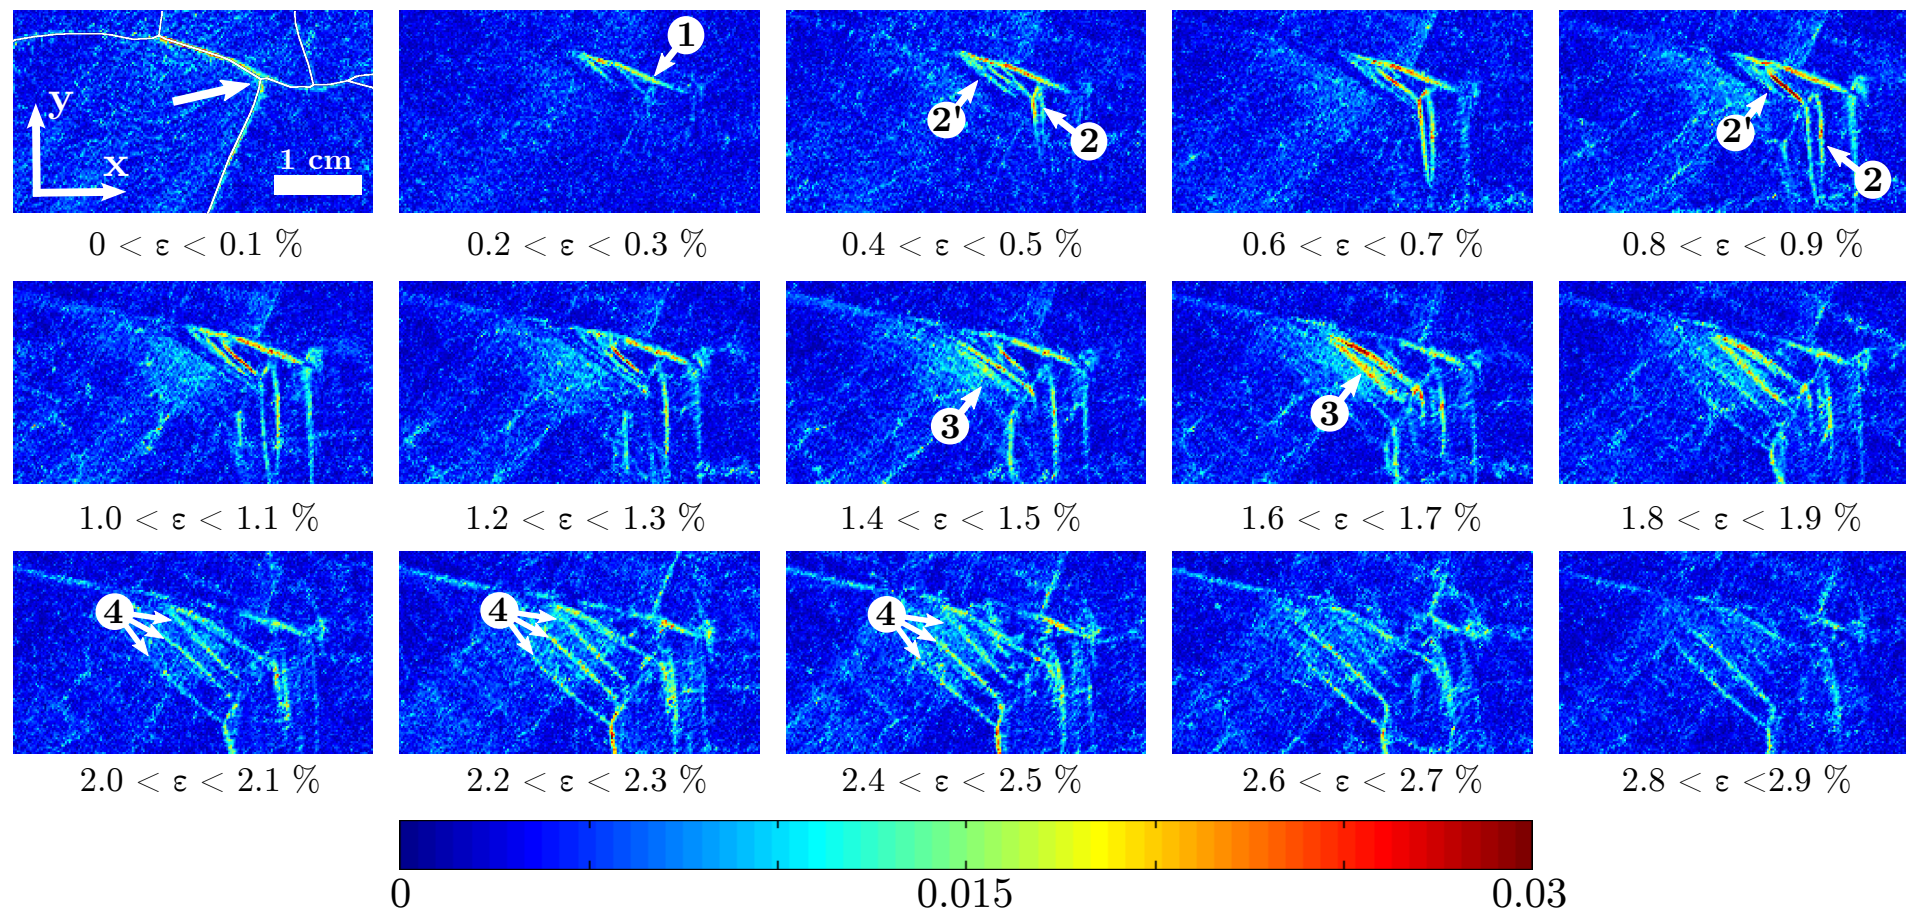 y
x
1 cm
1
2'
2
2'
2
0 < ε < 0.1 %
0.2 < ε < 0.3 %
0.4 < ε < 0.5 %
0.6 < ε < 0.7 %
0.8 < ε < 0.9 %
3
3
1.0 < ε < 1.1 %
1.2 < ε < 1.3 %
1.4 < ε < 1.5 %
1.6 < ε < 1.7 %
1.8 < ε < 1.9 %
4
4
4
2.0 < ε < 2.1 %
2.2 < ε < 2.3 %
2.4 < ε < 2.5 %
2.6 < ε < 2.7 %
2.8 < ε <2.9 %
0
0.015
0.03